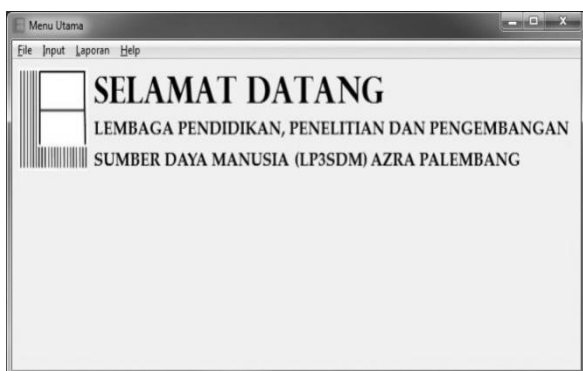 Menu Utama
File Input Laporan Help
SELAMAT DATANG
LEMBAGA PENDIDIKAN, PENELITIAN DAN PENGEMBANGAN
SUMBER DAYA MANUSIA (LP3SDM) AZRA PALEMBANG